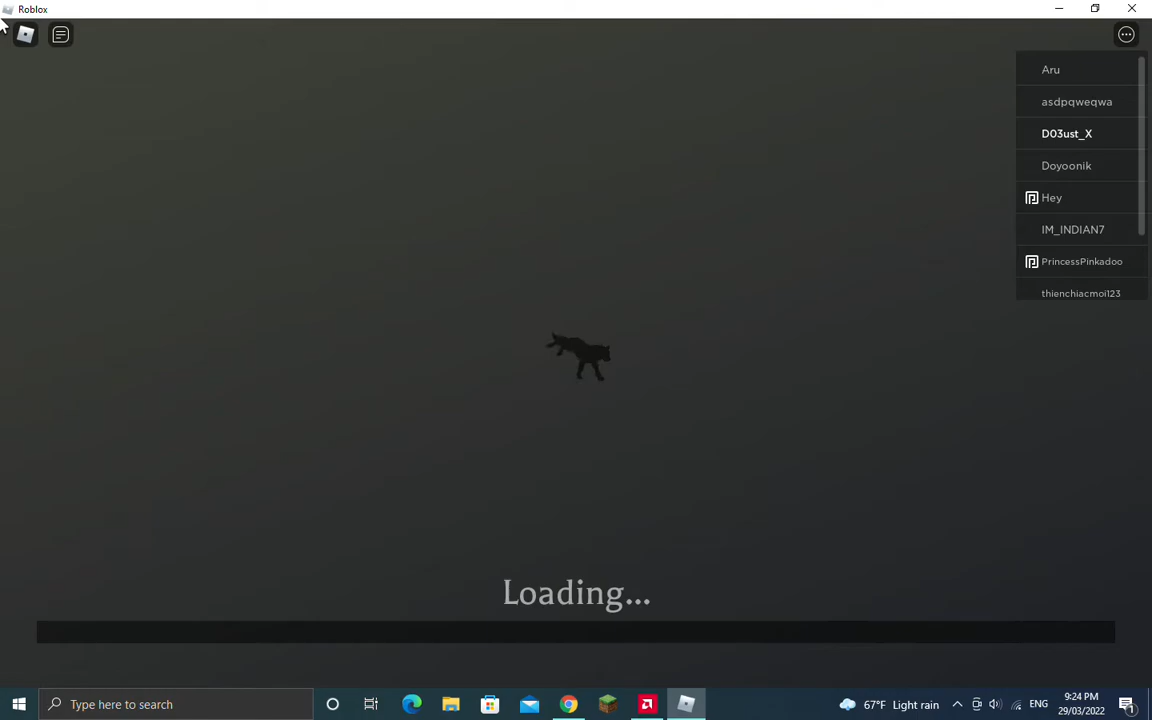 Roblox
Aru
asdpqweqwa
D03ust_X
Doyoonik
Hey
IM_INDIAN7
PrincessPinkadoo
thienchiacmoi123
Loading...
Type here to search
67°F Light rain
ENG
9:24 PM
29/03/2022
1